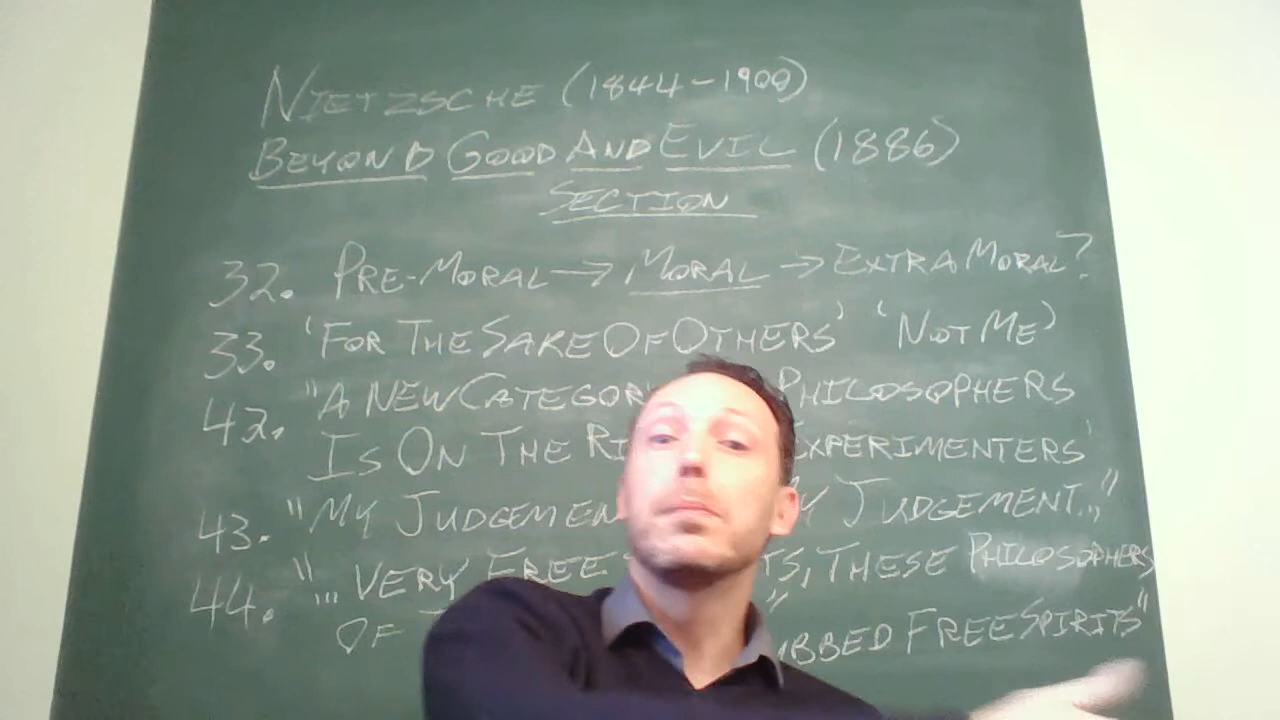 NIETZSCHE (1844-1900)
BEYOND GOOD AND EVIL (1886)
SECTION
32. PRE-MORAL → MORAL → EXTRA MORAL?
33. 'FOR THE SAKE OF OTHERS' 'NOT ME)
42. "A NEW CATEGOR PHILOSOPHERS
IS ON THE RI EXPERIMENTERS'
43. "MY JUDGEMEN Y JUDGEMENT.,"
44. "... VERY FREE TS, THESE PHILOSOPHERS
OF " BBED FREE SPIRITS"